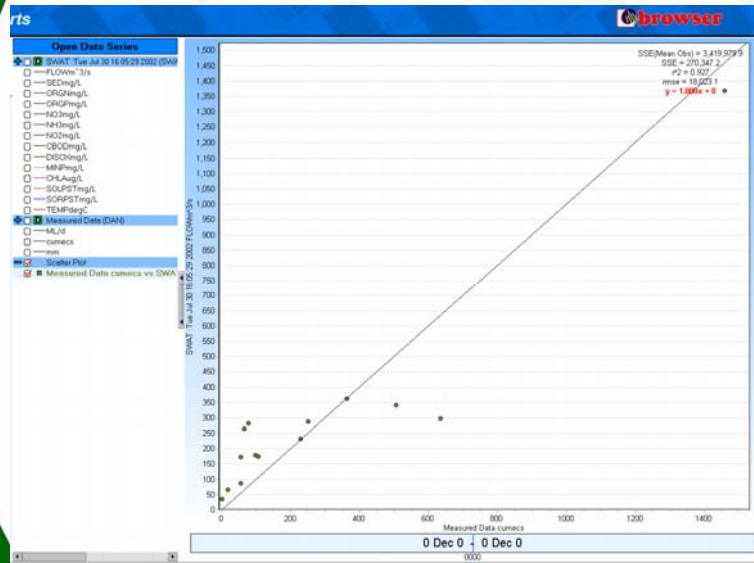 rts
browser
Open Data Series
SWAT :Tue Jul 30 16:05:29 2002 (SWA
FLOWm^3/s
SEDmg/L
ORGNmg/L
ORGPmg/L
NO3mg/L
NH3mg/L
NO2mg/L
CBODmg/L
DISOXmg/L
MINPmg/L
CHLAug/L
SOLPSTmg/L
SORPSTmg/L
TEMPdegC
Measured Data (DAN)
ML/d
cumecs
mm
Scatter Plot
Measured Data cumecs vs SWA
SWAT :Tue Jul 30 16:05:29 2002 FLOWm^3/s
1,500
1,450
1,400
1,350
1,300
1,250
1,200
1,150
1,100
1,050
1,000
950
900
850
800
750
700
650
600
550
500
450
400
350
300
250
200
150
100
50
0
SSE(Mean Obs) = 3,419,979.9
SSE = 270,347.2
r^2 = 0.927
rmse = 18,023.1
y = 1.000x + 0
0 200 400 600 800 1000 1200 1400
Measured Data cumecs
0 Dec 0 - 0 Dec 0
0000